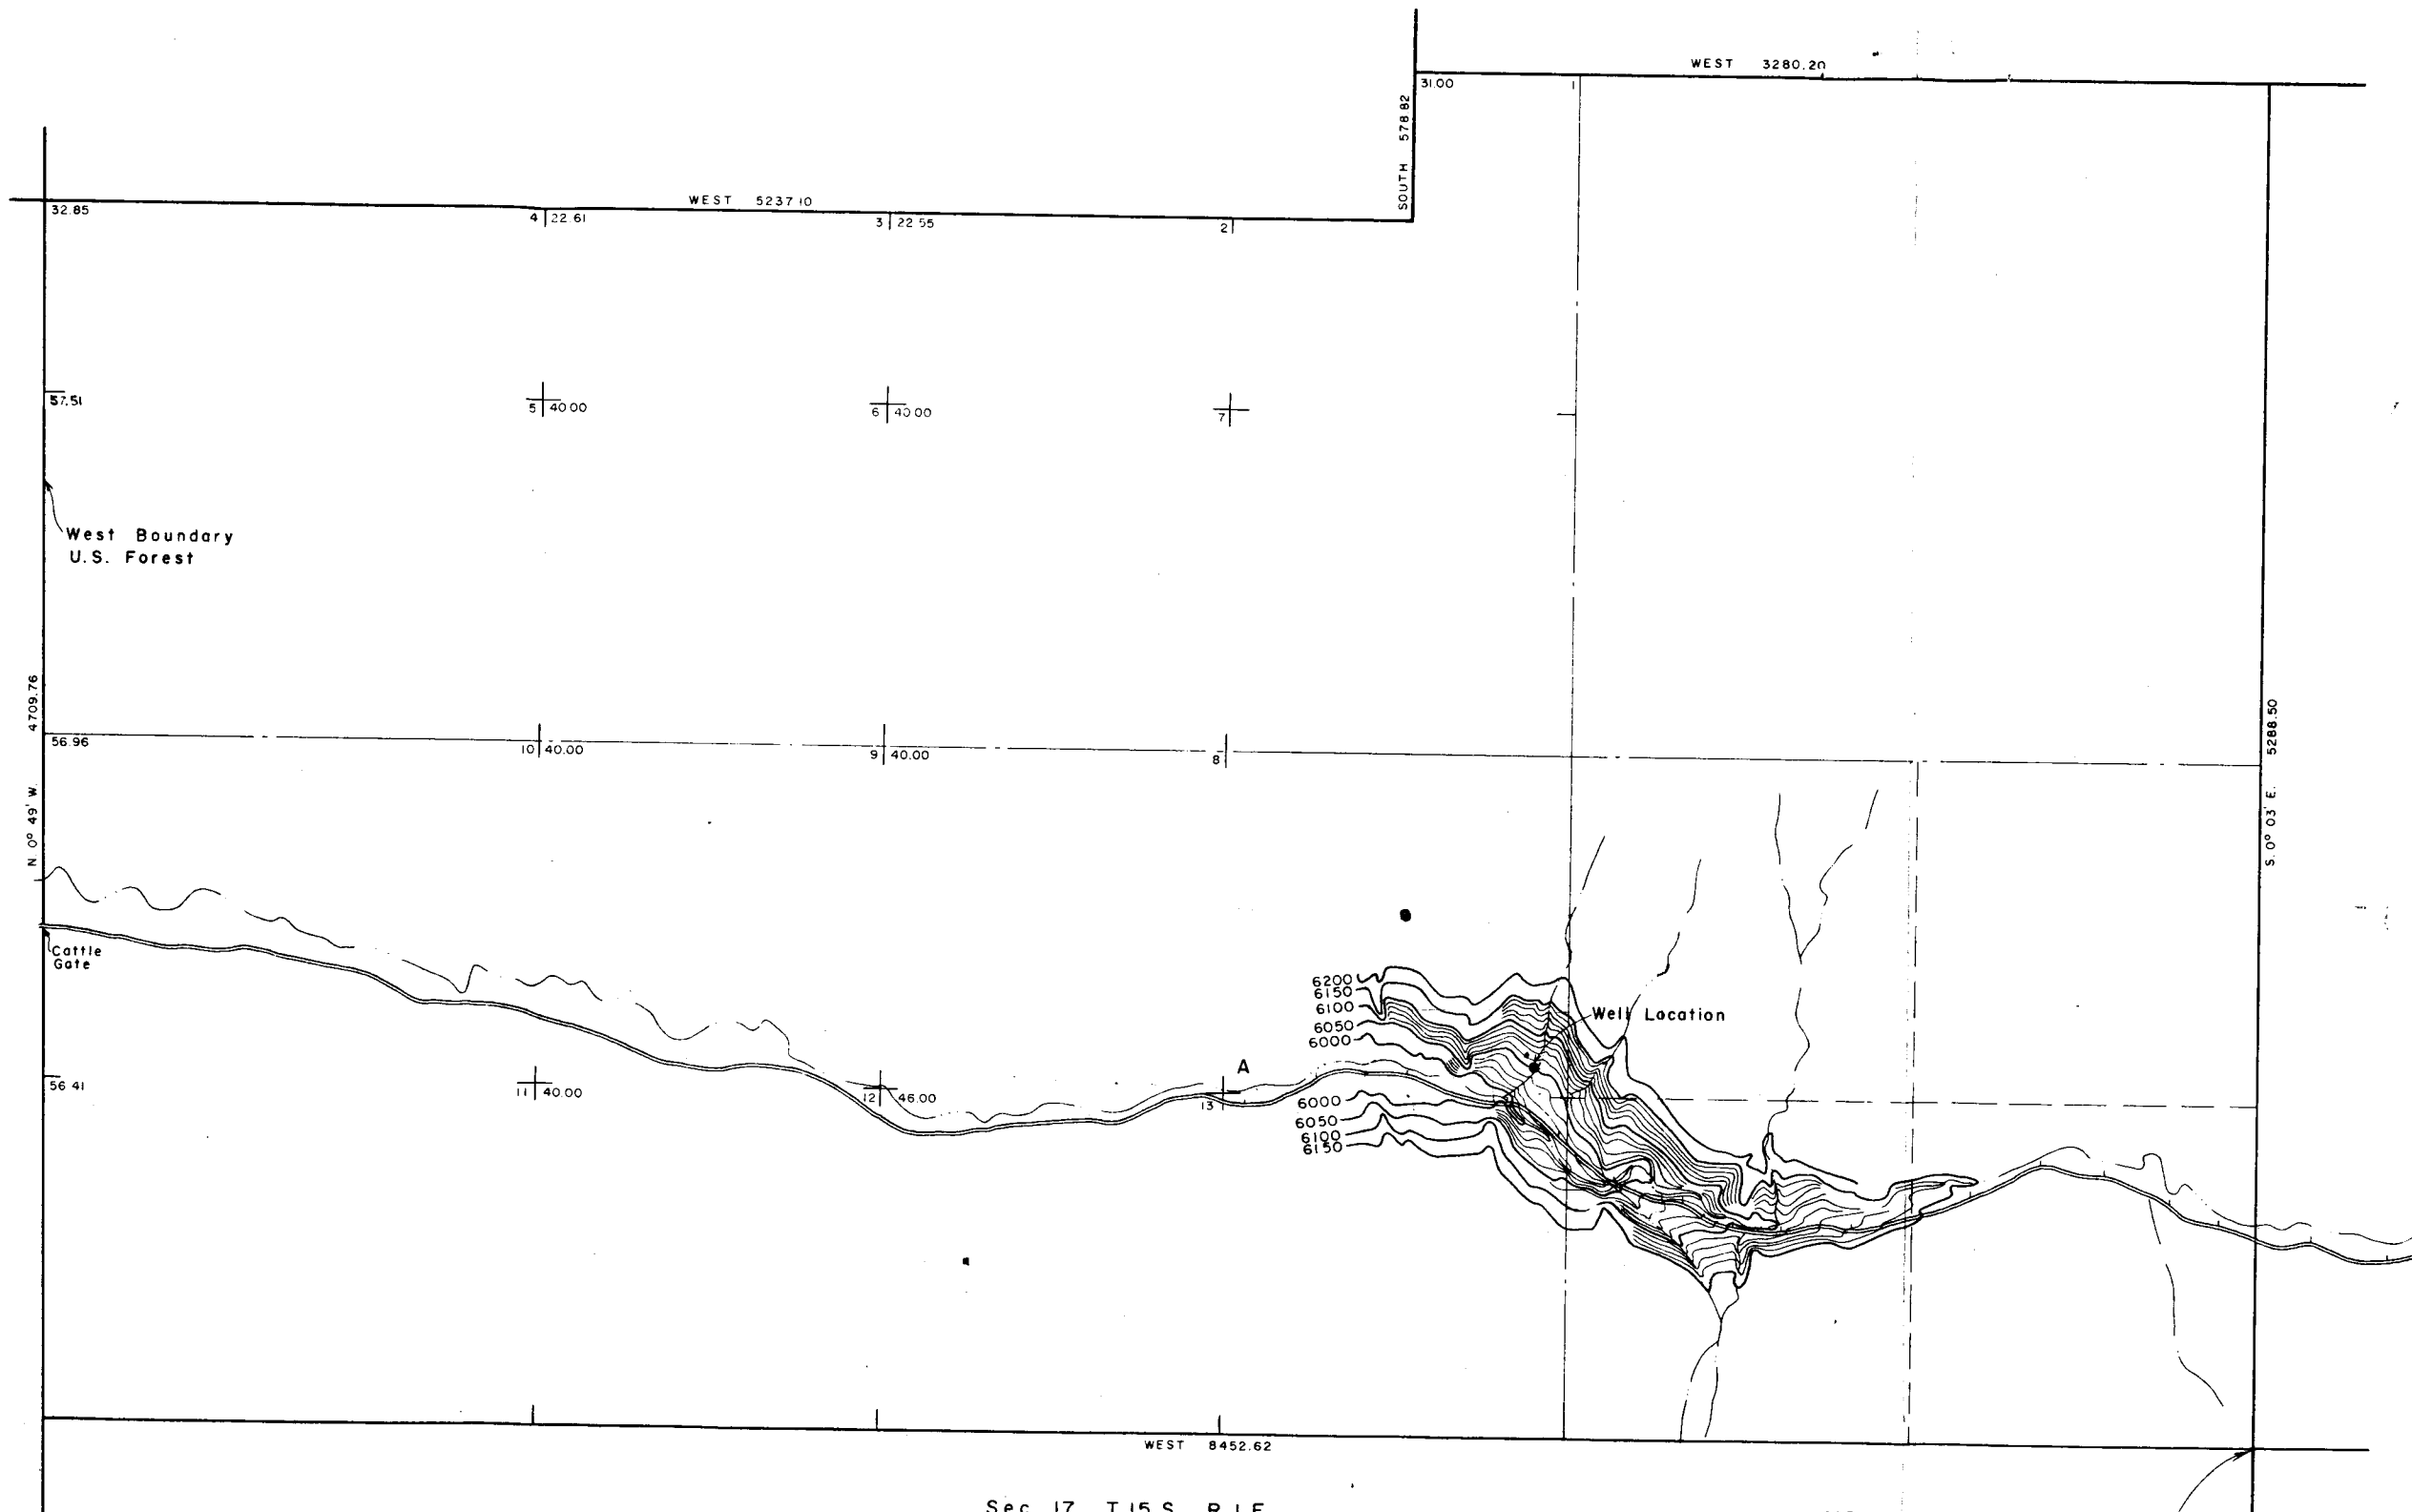 WEST 3280.20
31.00 1
SOUTH 578.82
WEST 5237.10
32.85
4 22.61
3 22.55
2
57.51
5 40.00
6 40.00
7
West Boundary
U.S. Forest
N 0° 49' W. 4709.76
S. 0° 03' E. 5288.50
56.96
10 40.00
9 40.00
8
Cattle
Gate
6200
6150
6100
6050
6000
Well Location
A
56.41
11 40.00
12 46.00
13
6000
6050
6100
6150
WEST 8452.62
Sec. 17, T.15 S., R. 1 E.